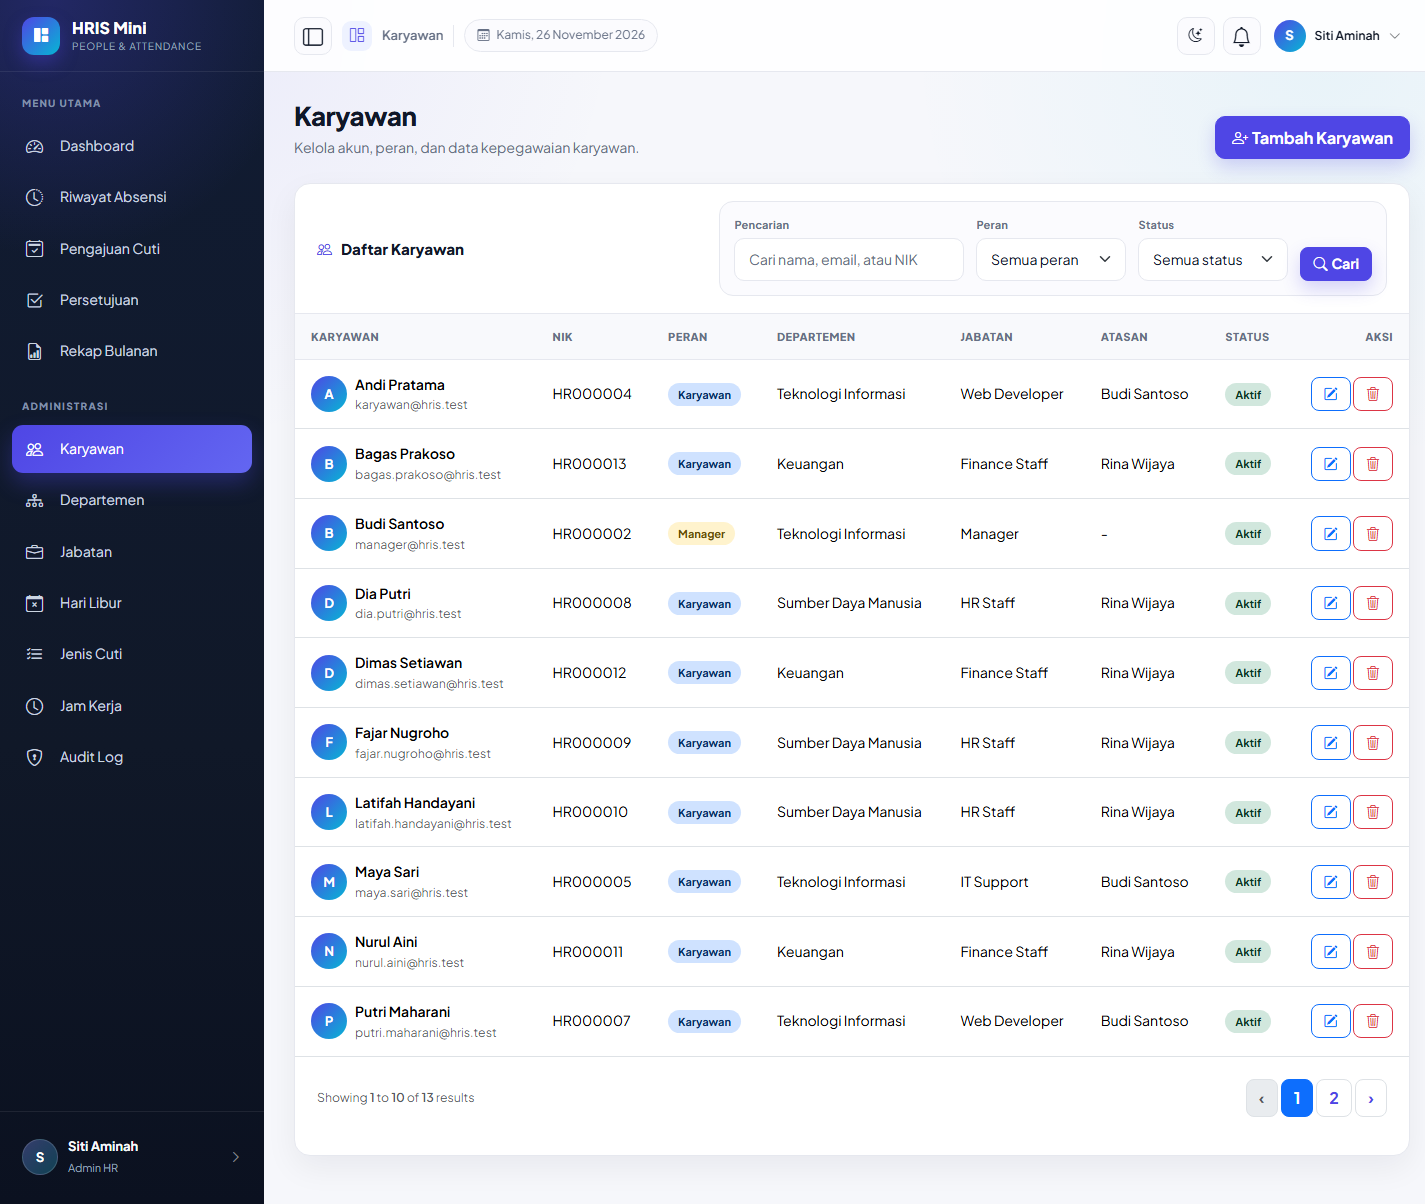 HRIS Mini
PEOPLE & ATTENDANCE
MENU UTAMA
Dashboard
Riwayat Absensi
Pengajuan Cuti
Persetujuan
Rekap Bulanan
ADMINISTRASI
Karyawan
Departemen
Jabatan
Hari Libur
Jenis Cuti
Jam Kerja
Audit Log
S
Siti Aminah
Admin HR
Karyawan
Kamis, 26 November 2026
S
Siti Aminah
Karyawan
Kelola akun, peran, dan data kepegawaian karyawan.
Tambah Karyawan
Daftar Karyawan
Pencarian
Cari nama, email, atau NIK
Peran
Semua peran
Status
Semua status
Cari
KARYAWAN NIK PERAN DEPARTEMEN JABATAN ATASAN STATUS AKSI
A Andi Pratama HR000004 Karyawan Teknologi Informasi Web Developer Budi Santoso Aktif
karyawan@hris.test
B Bagas Prakoso HR000013 Karyawan Keuangan Finance Staff Rina Wijaya Aktif
bagas.prakoso@hris.test
B Budi Santoso HR000002 Manager Teknologi Informasi Manager - Aktif
manager@hris.test
D Dia Putri HR000008 Karyawan Sumber Daya Manusia HR Staff Rina Wijaya Aktif
dia.putri@hris.test
D Dimas Setiawan HR000012 Karyawan Keuangan Finance Staff Rina Wijaya Aktif
dimas.setiawan@hris.test
F Fajar Nugroho HR000009 Karyawan Sumber Daya Manusia HR Staff Rina Wijaya Aktif
fajar.nugroho@hris.test
L Latifah Handayani HR000010 Karyawan Sumber Daya Manusia HR Staff Rina Wijaya Aktif
latifah.handayani@hris.test
M Maya Sari HR000005 Karyawan Teknologi Informasi IT Support Budi Santoso Aktif
maya.sari@hris.test
N Nurul Aini HR000011 Karyawan Keuangan Finance Staff Rina Wijaya Aktif
nurul.aini@hris.test
P Putri Maharani HR000007 Karyawan Teknologi Informasi Web Developer Budi Santoso Aktif
putri.maharani@hris.test
Showing 1 to 10 of 13 results
‹ 1 2 ›